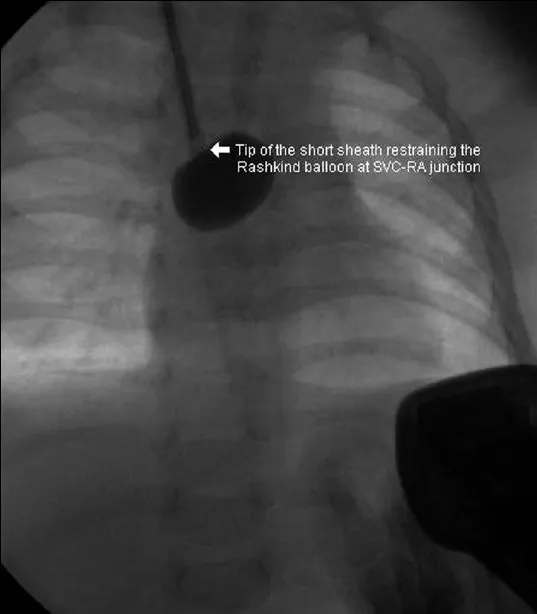 Tip of the short sheath restraining the
Rashkind balloon at SVC-RA junction